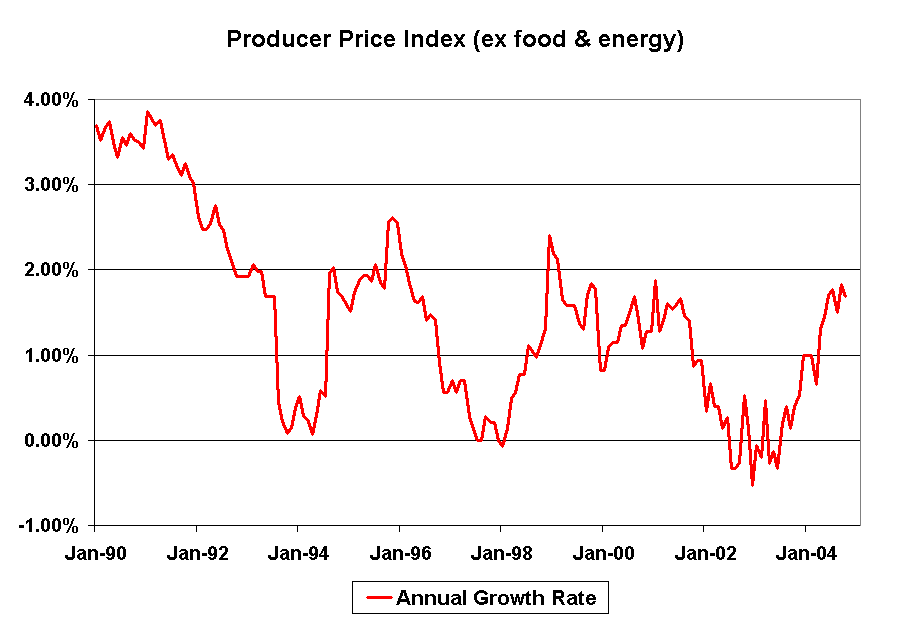 Producer Price Index (ex food & energy)
4.00%
3.00%
2.00%
1.00%
0.00%
-1.00%
Jan-90 Jan-92 Jan-94 Jan-96 Jan-98 Jan-00 Jan-02 Jan-04
Annual Growth Rate